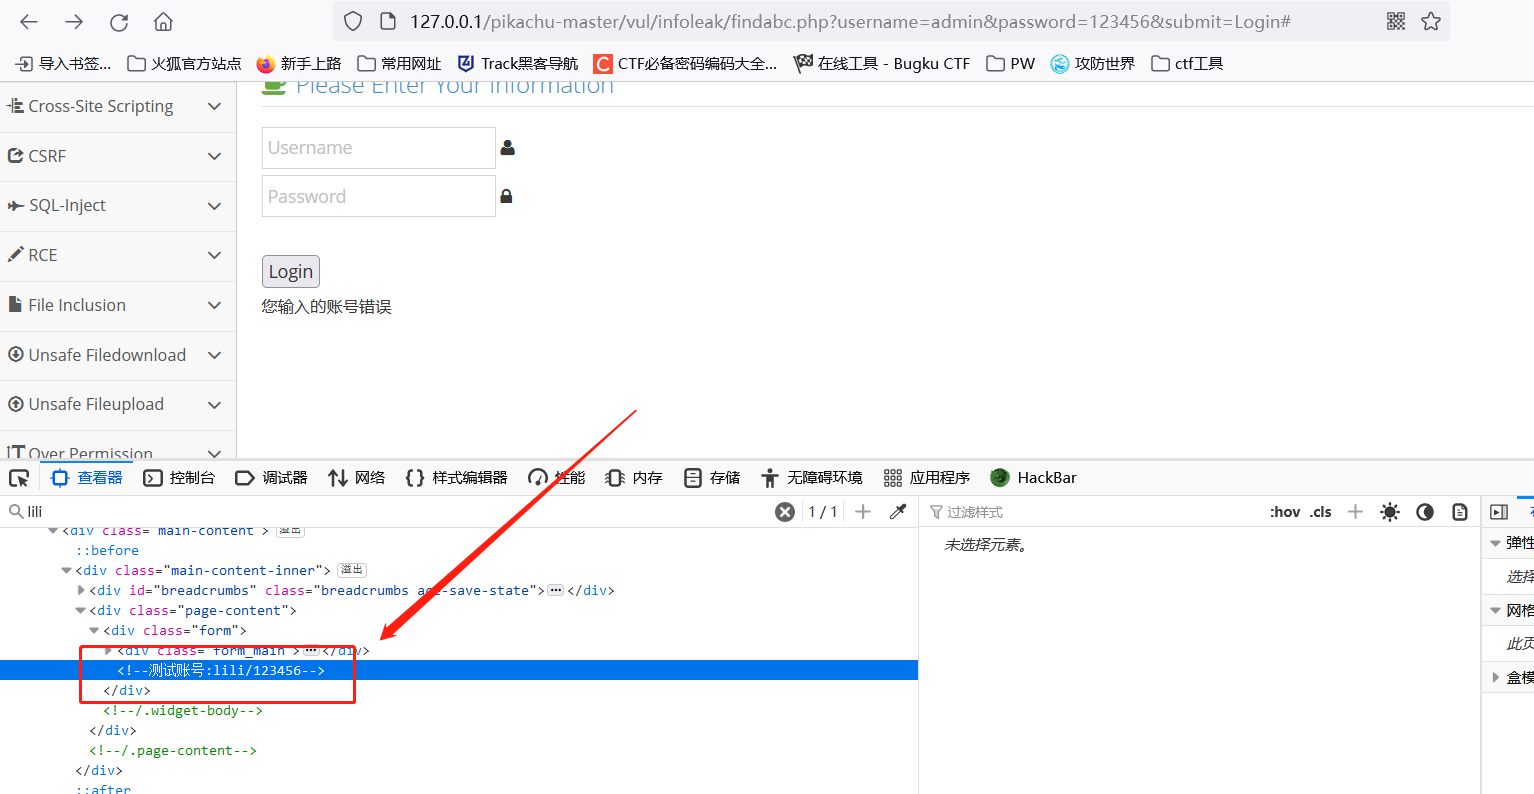 127.0.0.1/pikachu-master/vul/infoleak/findabc.php?username=admin&password=123456&submit=Login#
导入书签... 火狐官方站点 新手上路 常用网址 Track黑客导航 CTF必备密码编码大全... 在线工具 - Bugku CTF PW 攻防世界 ctf工具
Cross-Site Scripting
CSRF
SQL-Inject
RCE
File Inclusion
Unsafe Filedownload
Unsafe Fileupload
Over Permission
Please Enter Your Information
Username
Password
Login
您输入的账号错误
查看器 控制台 调试器 网络 {} 样式编辑器 性能 内存 存储 无障碍环境 应用程序 HackBar
lili 1 / 1
<div class="main-content"> 溢出
::before
<div class="main-content-inner"> 溢出
<div id="breadcrumbs" class="breadcrumbs ace-save-state"> ... </div>
<div class="page-content">
<div class="form">
<div class="form_main"> ... </div>
<!--测试账号:lili/123456-->
</div>
<!--/.widget-body-->
</div>
<!--/.page-content-->
</div>
::after
过滤样式 :hov .cls
未选择元素。
弹性
选择
网格
此页
盒模